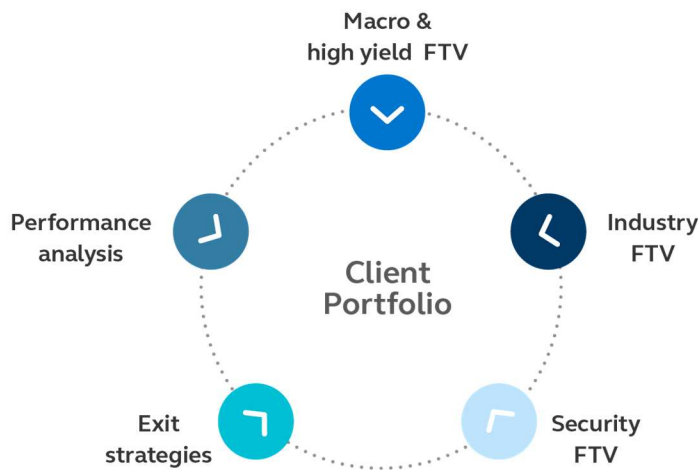 Macro &
high yield FTV
Industry
FTV
Security
FTV
Exit
strategies
Performance
analysis
Client
Portfolio